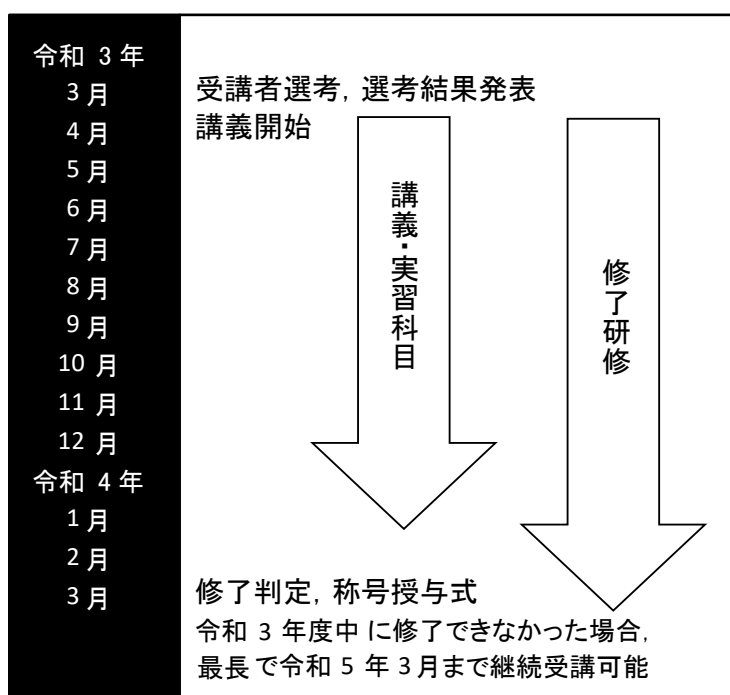 令和 3 年
3 月 受講者選考, 選考結果発表
4 月 講義開始
5 月
6 月
7 月
8 月
9 月
10 月
11 月
12 月
令和 4 年
1 月
2 月
3 月
講義・実習科目
修了研修
修了判定, 称号授与式
令和 3 年度中に修了できなかった場合,
最長で令和 5 年 3 月まで継続受講可能